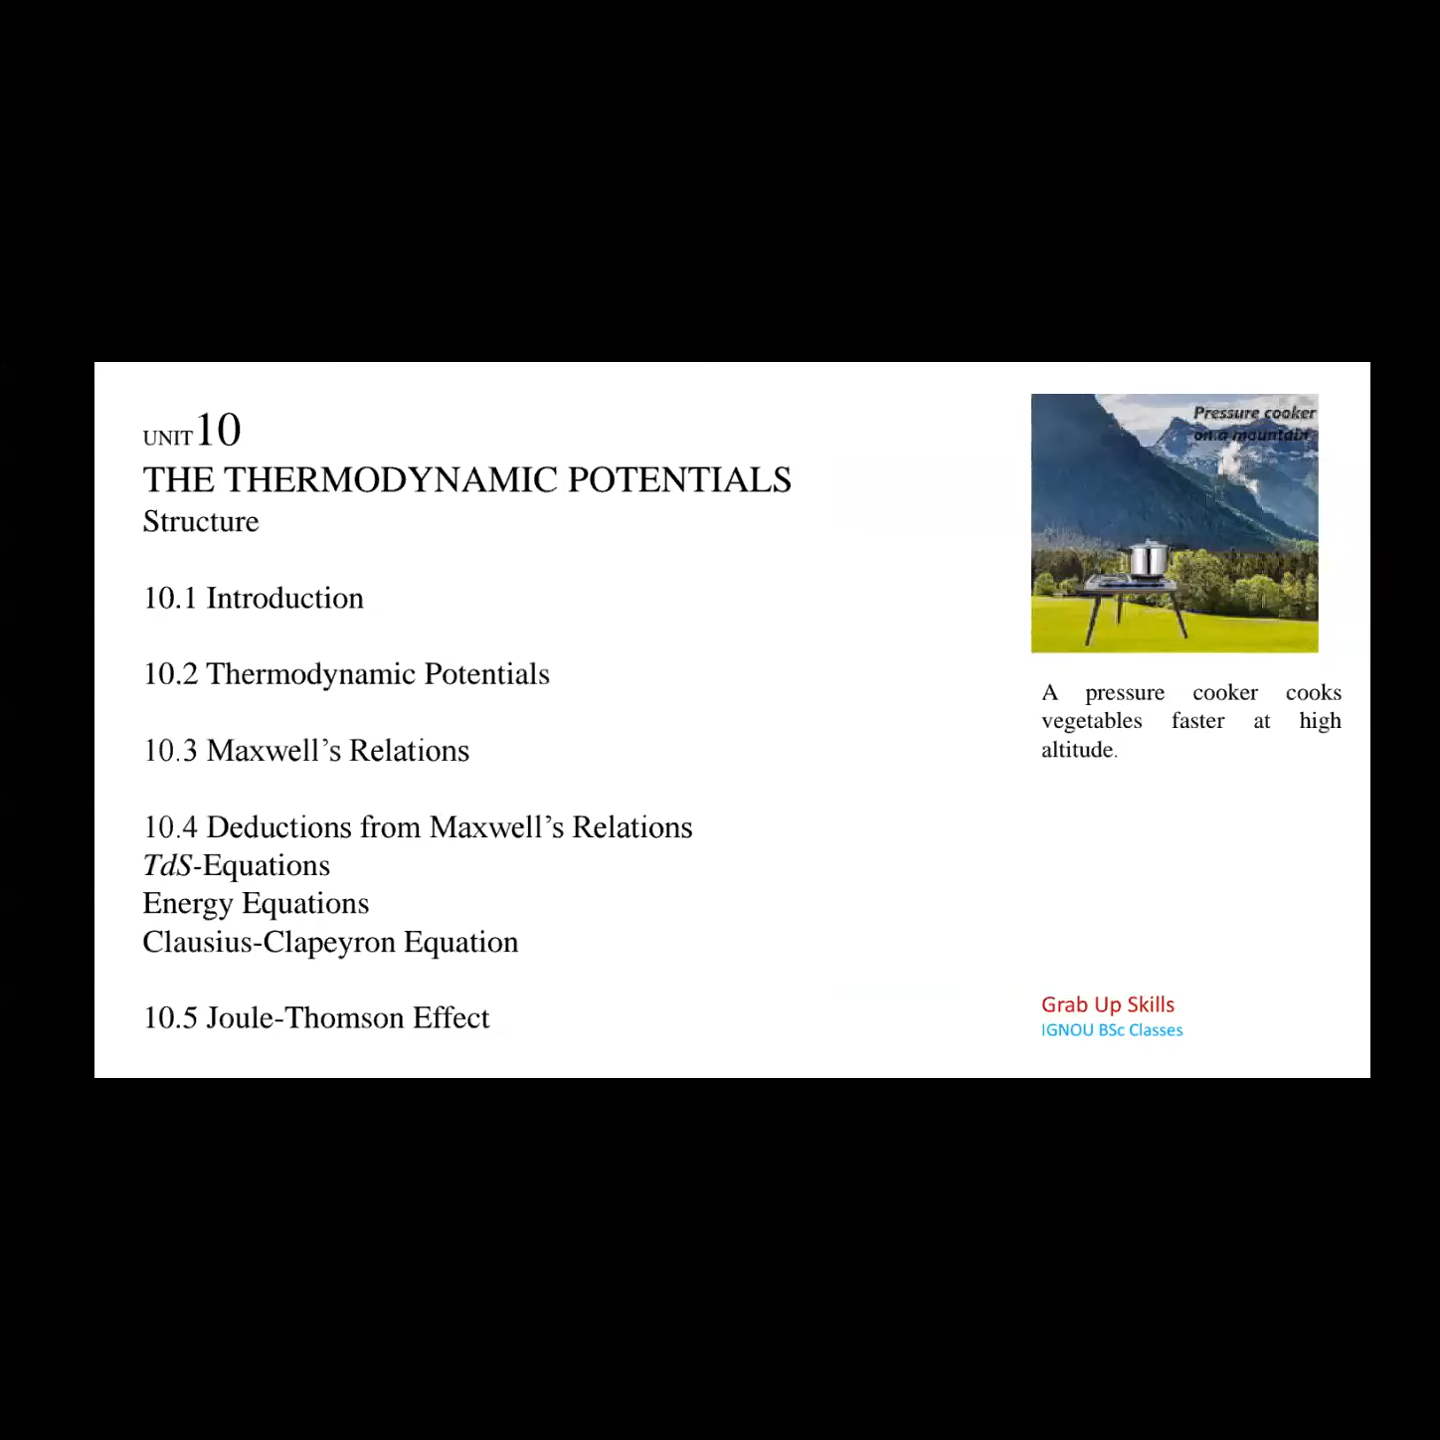 UNIT 10
THE THERMODYNAMIC POTENTIALS
Structure
10.1 Introduction
10.2 Thermodynamic Potentials
10.3 Maxwell’s Relations
10.4 Deductions from Maxwell’s Relations
TdS-Equations
Energy Equations
Clausius-Clapeyron Equation
10.5 Joule-Thomson Effect
Pressure cooker
on a mountain
A pressure cooker cooks
vegetables faster at high
altitude.
Grab Up Skills
IGNOU BSc Classes